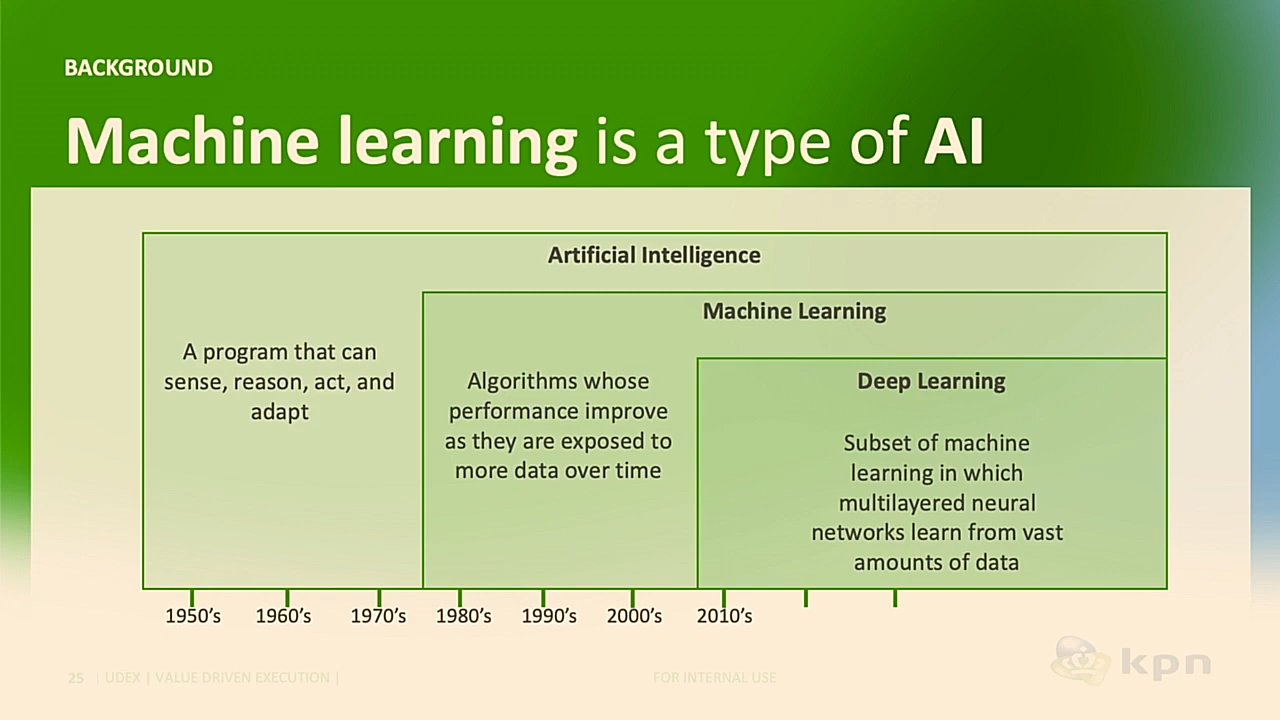 BACKGROUND
Machine learning is a type of AI
Artificial Intelligence
Machine Learning
A program that can
sense, reason, act, and
adapt
Algorithms whose
performance improve
as they are exposed to
more data over time
Deep Learning
Subset of machine
learning in which
multilayered neural
networks learn from vast
amounts of data
1950’s 1960’s 1970’s 1980’s 1990’s 2000’s 2010’s
25 | UDEX | VALUE DRIVEN EXECUTION |
FOR INTERNAL USE
kpn